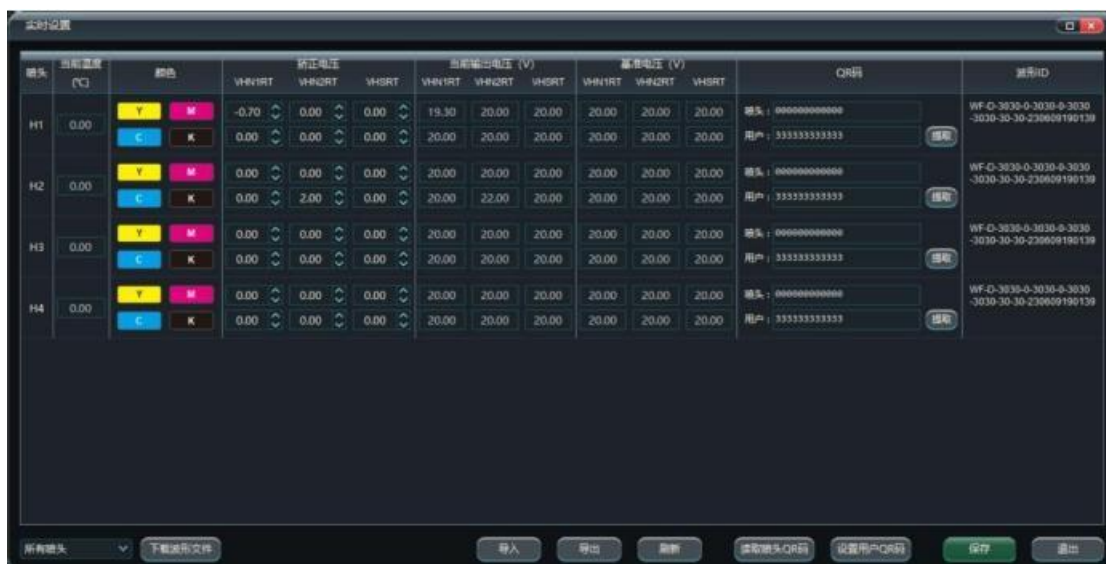 实时设置
喷头 当前温度 (℃) 颜色 矫正电压 当前输出电压 (V) 基准电压 (V) QR码 波形ID
VHN1RT VHN2RT VHSRT VHN1RT VHN2RT VHSRT VHN1RT VHN2RT VHSRT
H1 0.00 Y M -0.70 0.00 0.00 19.30 20.00 20.00 20.00 20.00 20.00 喷头: 000000000000 WF-D-3030-0-3030-0-3030
C K 0.00 0.00 0.00 20.00 20.00 20.00 20.00 20.00 20.00 用户: 333333333333 提取 -3030-30-30-230609190139
H2 0.00 Y M 0.00 0.00 0.00 20.00 20.00 20.00 20.00 20.00 20.00 喷头: 000000000000 WF-D-3030-0-3030-0-3030
C K 0.00 2.00 0.00 20.00 22.00 20.00 20.00 20.00 20.00 用户: 333333333333 提取 -3030-30-30-230609190139
H3 0.00 Y M 0.00 0.00 0.00 20.00 20.00 20.00 20.00 20.00 20.00 喷头: 000000000000 WF-D-3030-0-3030-0-3030
C K 0.00 0.00 0.00 20.00 20.00 20.00 20.00 20.00 20.00 用户: 333333333333 提取 -3030-30-30-230609190139
H4 0.00 Y M 0.00 0.00 0.00 20.00 20.00 20.00 20.00 20.00 20.00 喷头: 000000000000 WF-D-3030-0-3030-0-3030
C K 0.00 0.00 0.00 20.00 20.00 20.00 20.00 20.00 20.00 用户: 333333333333 提取 -3030-30-30-230609190139
所有喷头 下载波形文件 导入 导出 刷新 读取喷头QR码 设置用户QR码 保存 退出